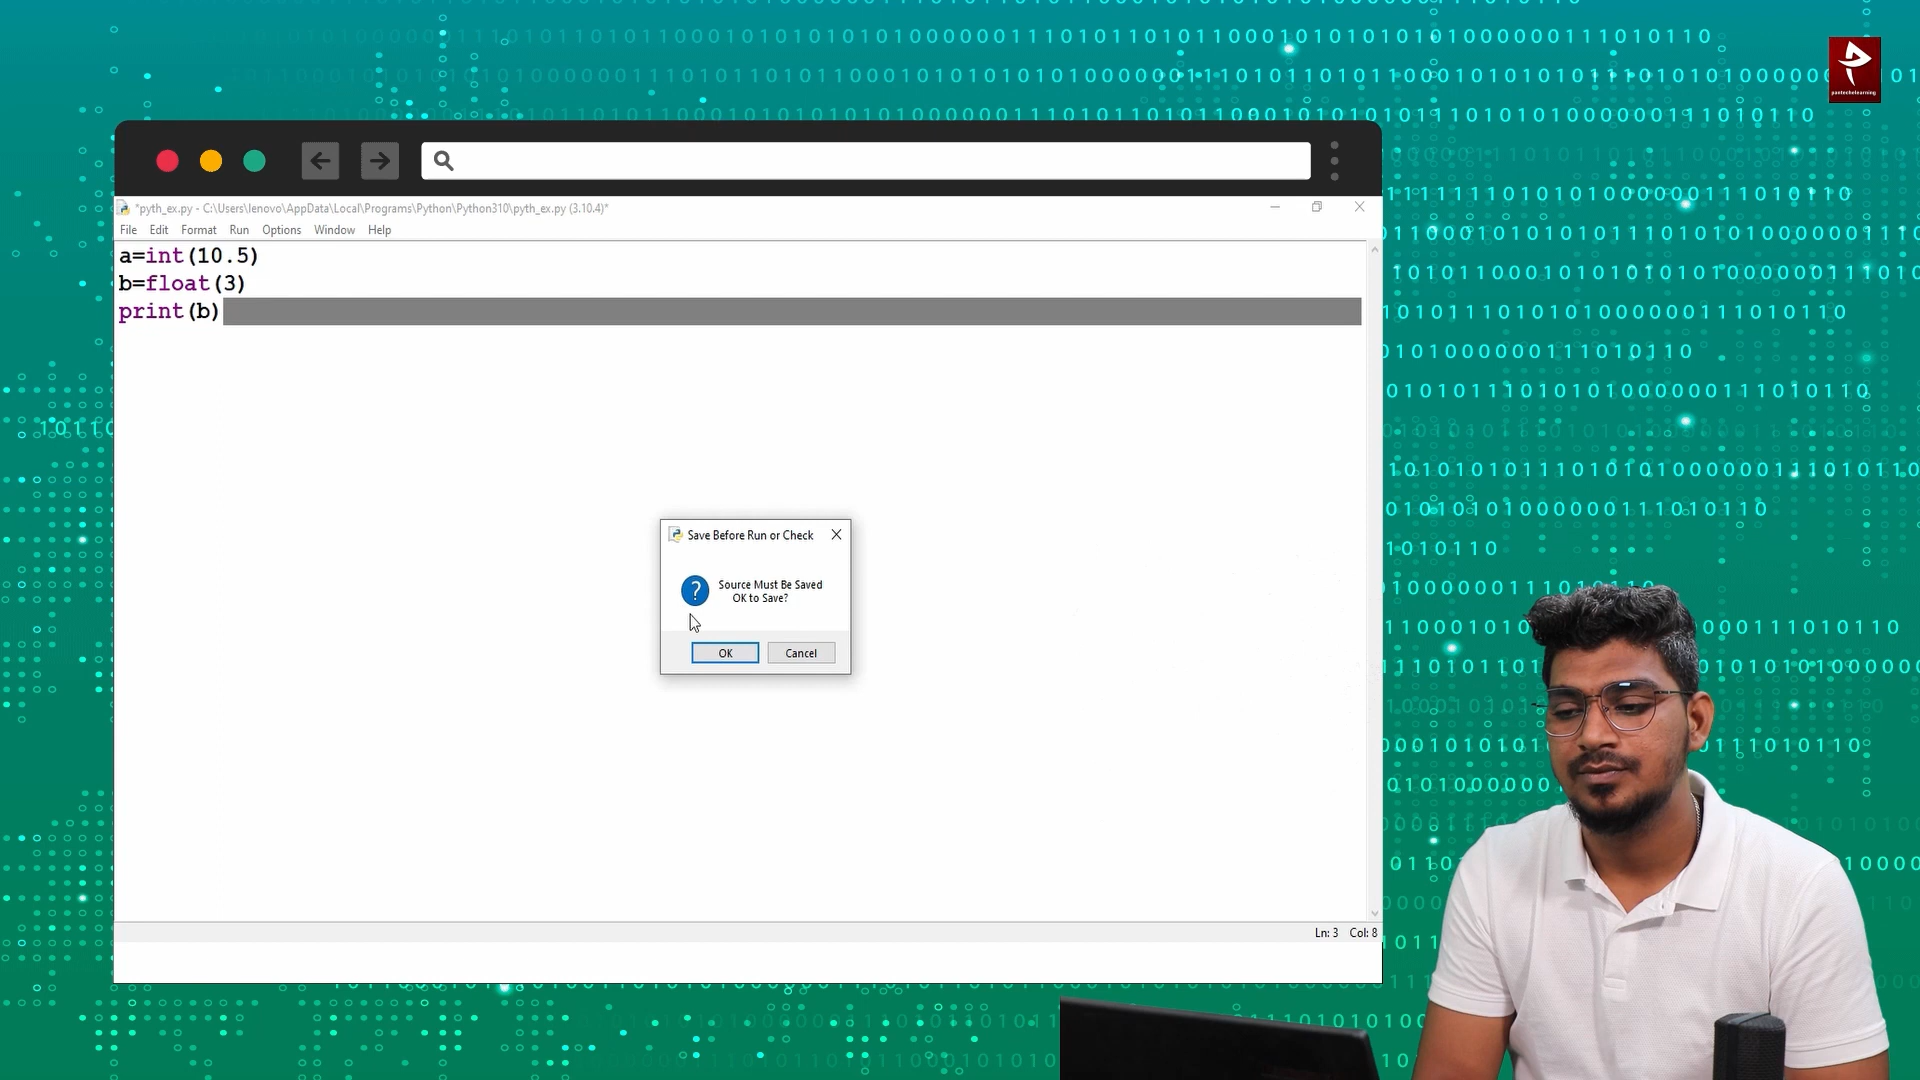 pantechelearning
*pyth_ex.py - C:\Users\lenovo\AppData\Local\Programs\Python\Python310\pyth_ex.py (3.10.4)*
File Edit Format Run Options Window Help
a=int(10.5)
b=float(3)
print(b)
Save Before Run or Check
Source Must Be Saved
OK to Save?
OK Cancel
Ln: 3 Col: 8